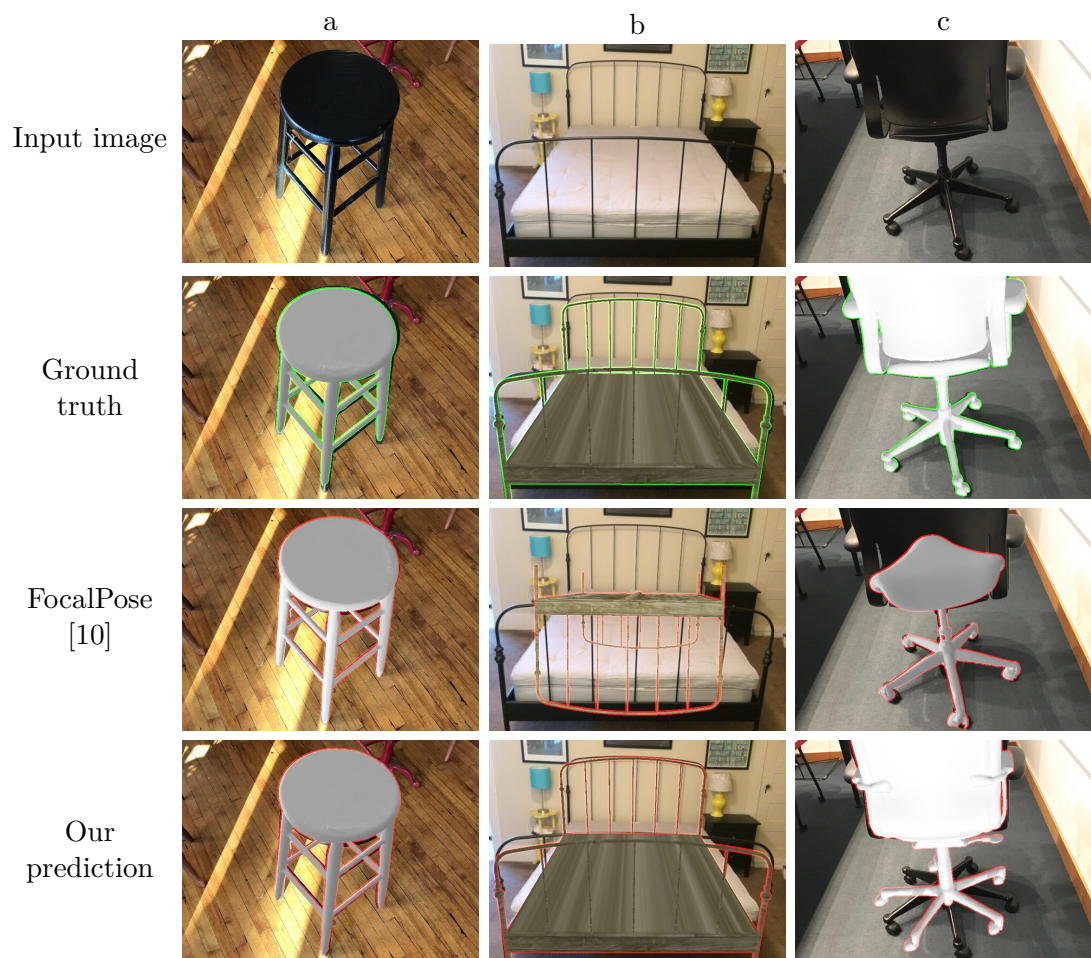 a
b
c
Input image
Ground
truth
FocalPose
[10]
Our
prediction